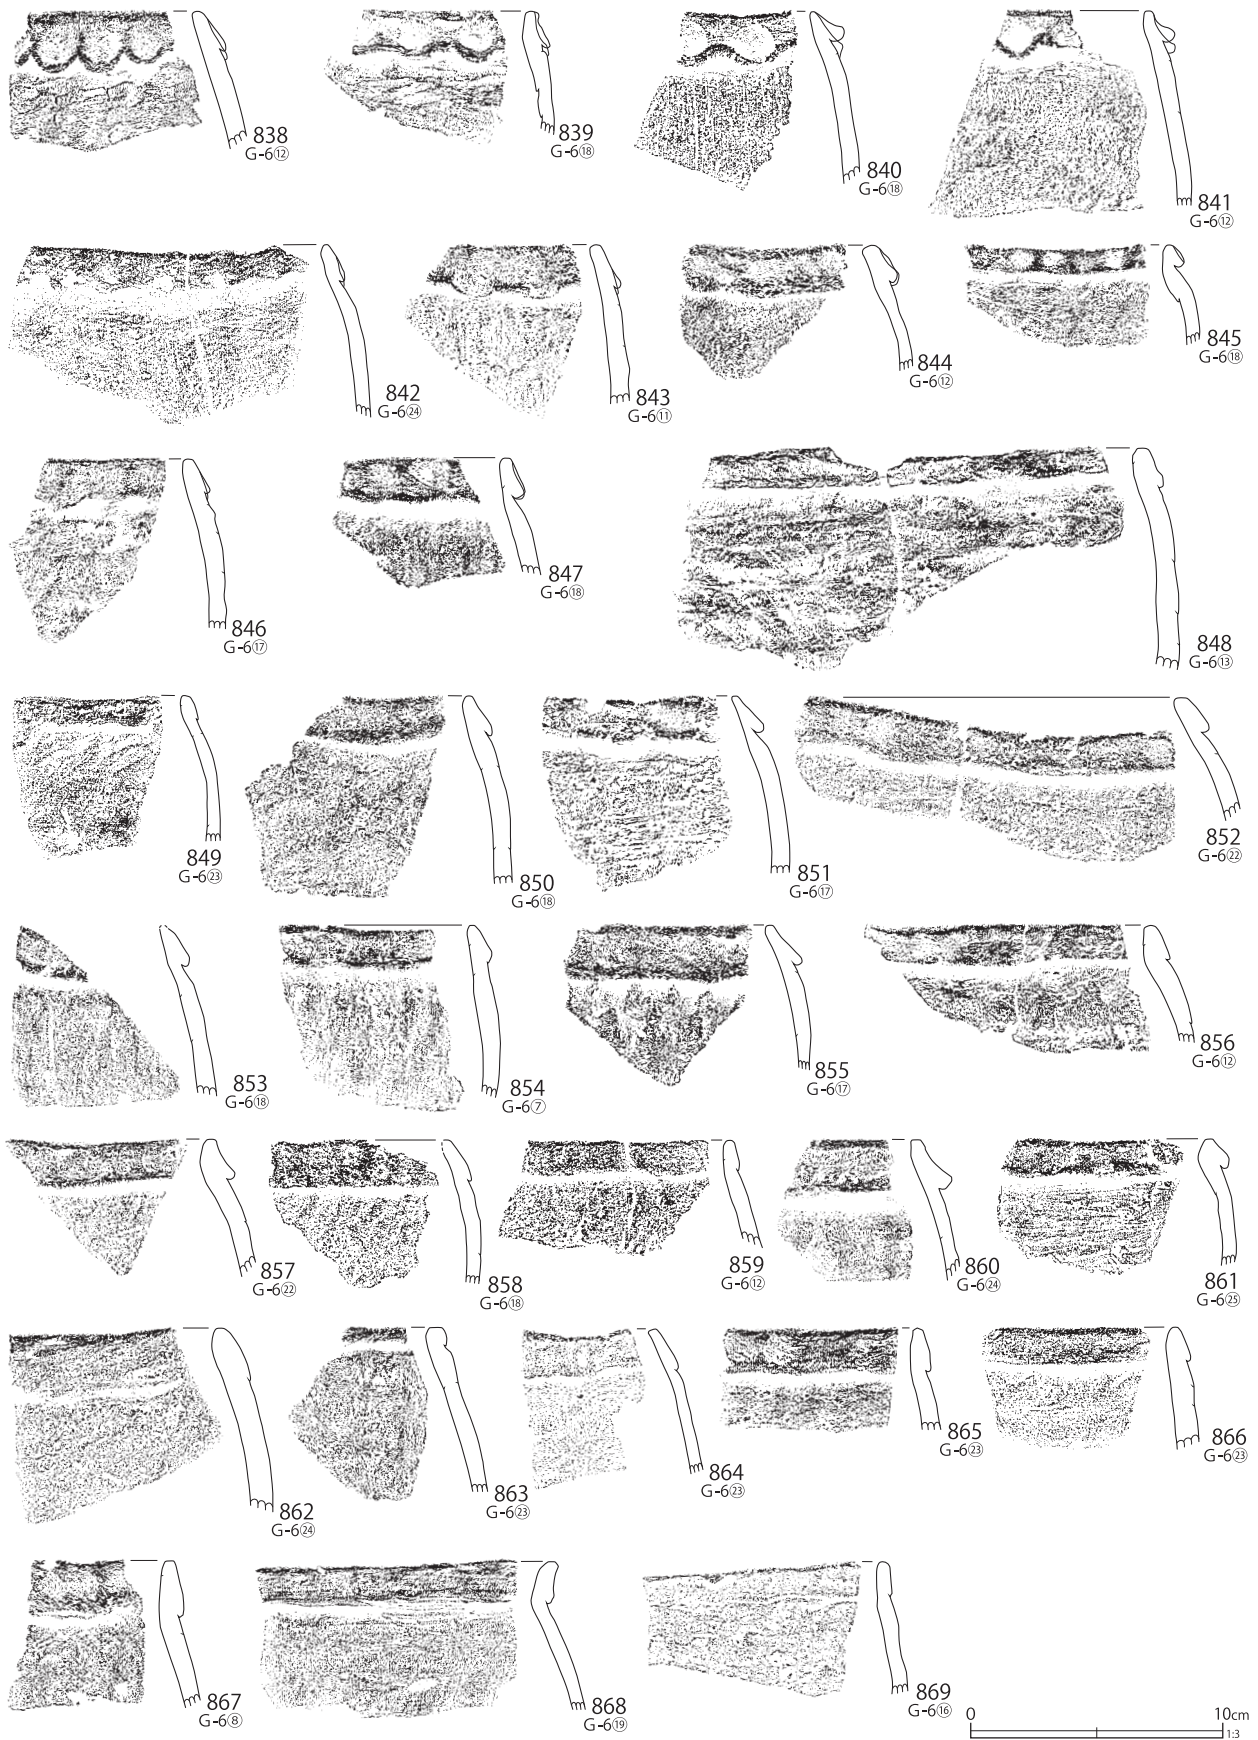 838
G-6⑫
839
G-6⑱
840
G-6⑱
841
G-6⑫
842
G-6㉔
843
G-6⑪
844
G-6⑫
845
G-6⑱
846
G-6⑰
847
G-6⑱
848
G-6⑬
849
G-6㉓
850
G-6⑱
851
G-6⑰
852
G-6㉒
853
G-6⑱
854
G-6⑦
855
G-6⑰
856
G-6⑫
857
G-6㉒
858
G-6⑱
859
G-6⑫
860
G-6㉔
861
G-6㉕
862
G-6㉔
863
G-6㉓
864
G-6㉓
865
G-6㉓
866
G-6㉓
867
G-6⑧
868
G-6⑲
869
G-6⑯
0 10cm
1:3